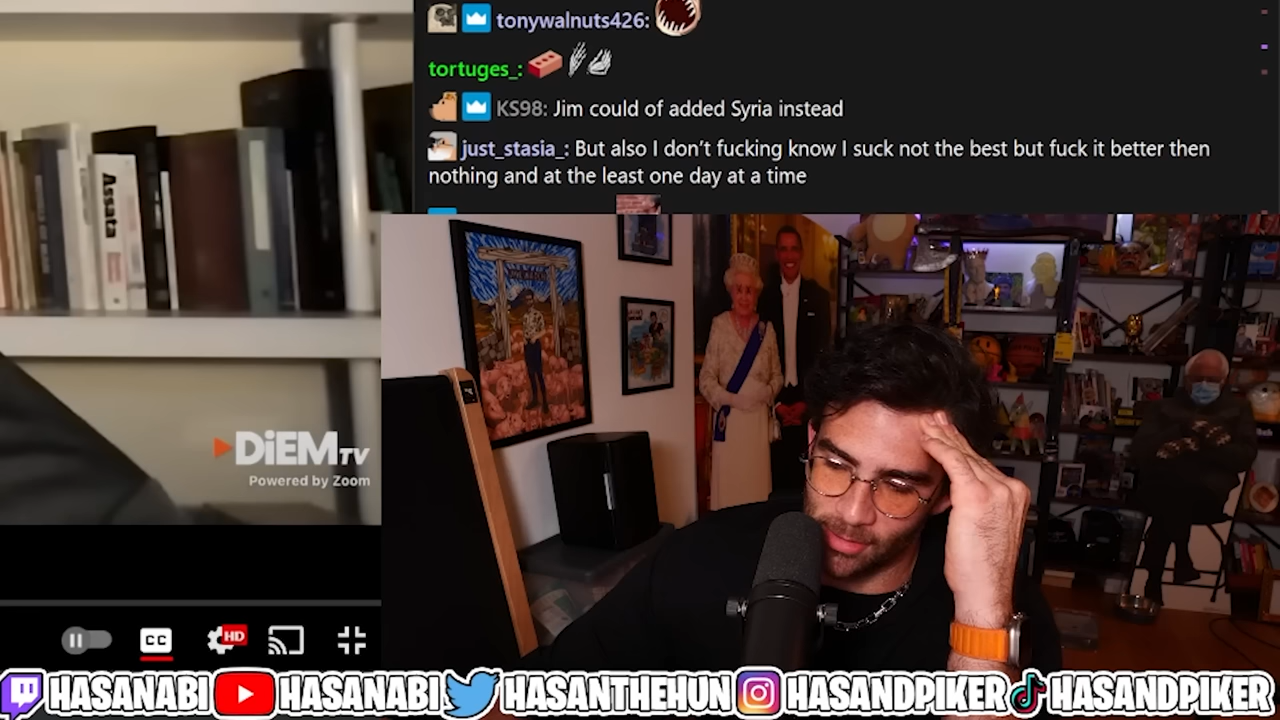 tonywalnuts426:
tortuges_:
KS98: Jim could of added Syria instead
just_stasia_: But also I don't fucking know I suck not the best but fuck it better then
nothing and at the least one day at a time
Assata
DiEM TV
Powered by Zoom
CC
HD
HASANABI HASANABI HASANTHEHUN HASANDPIKER HASANDPIKER